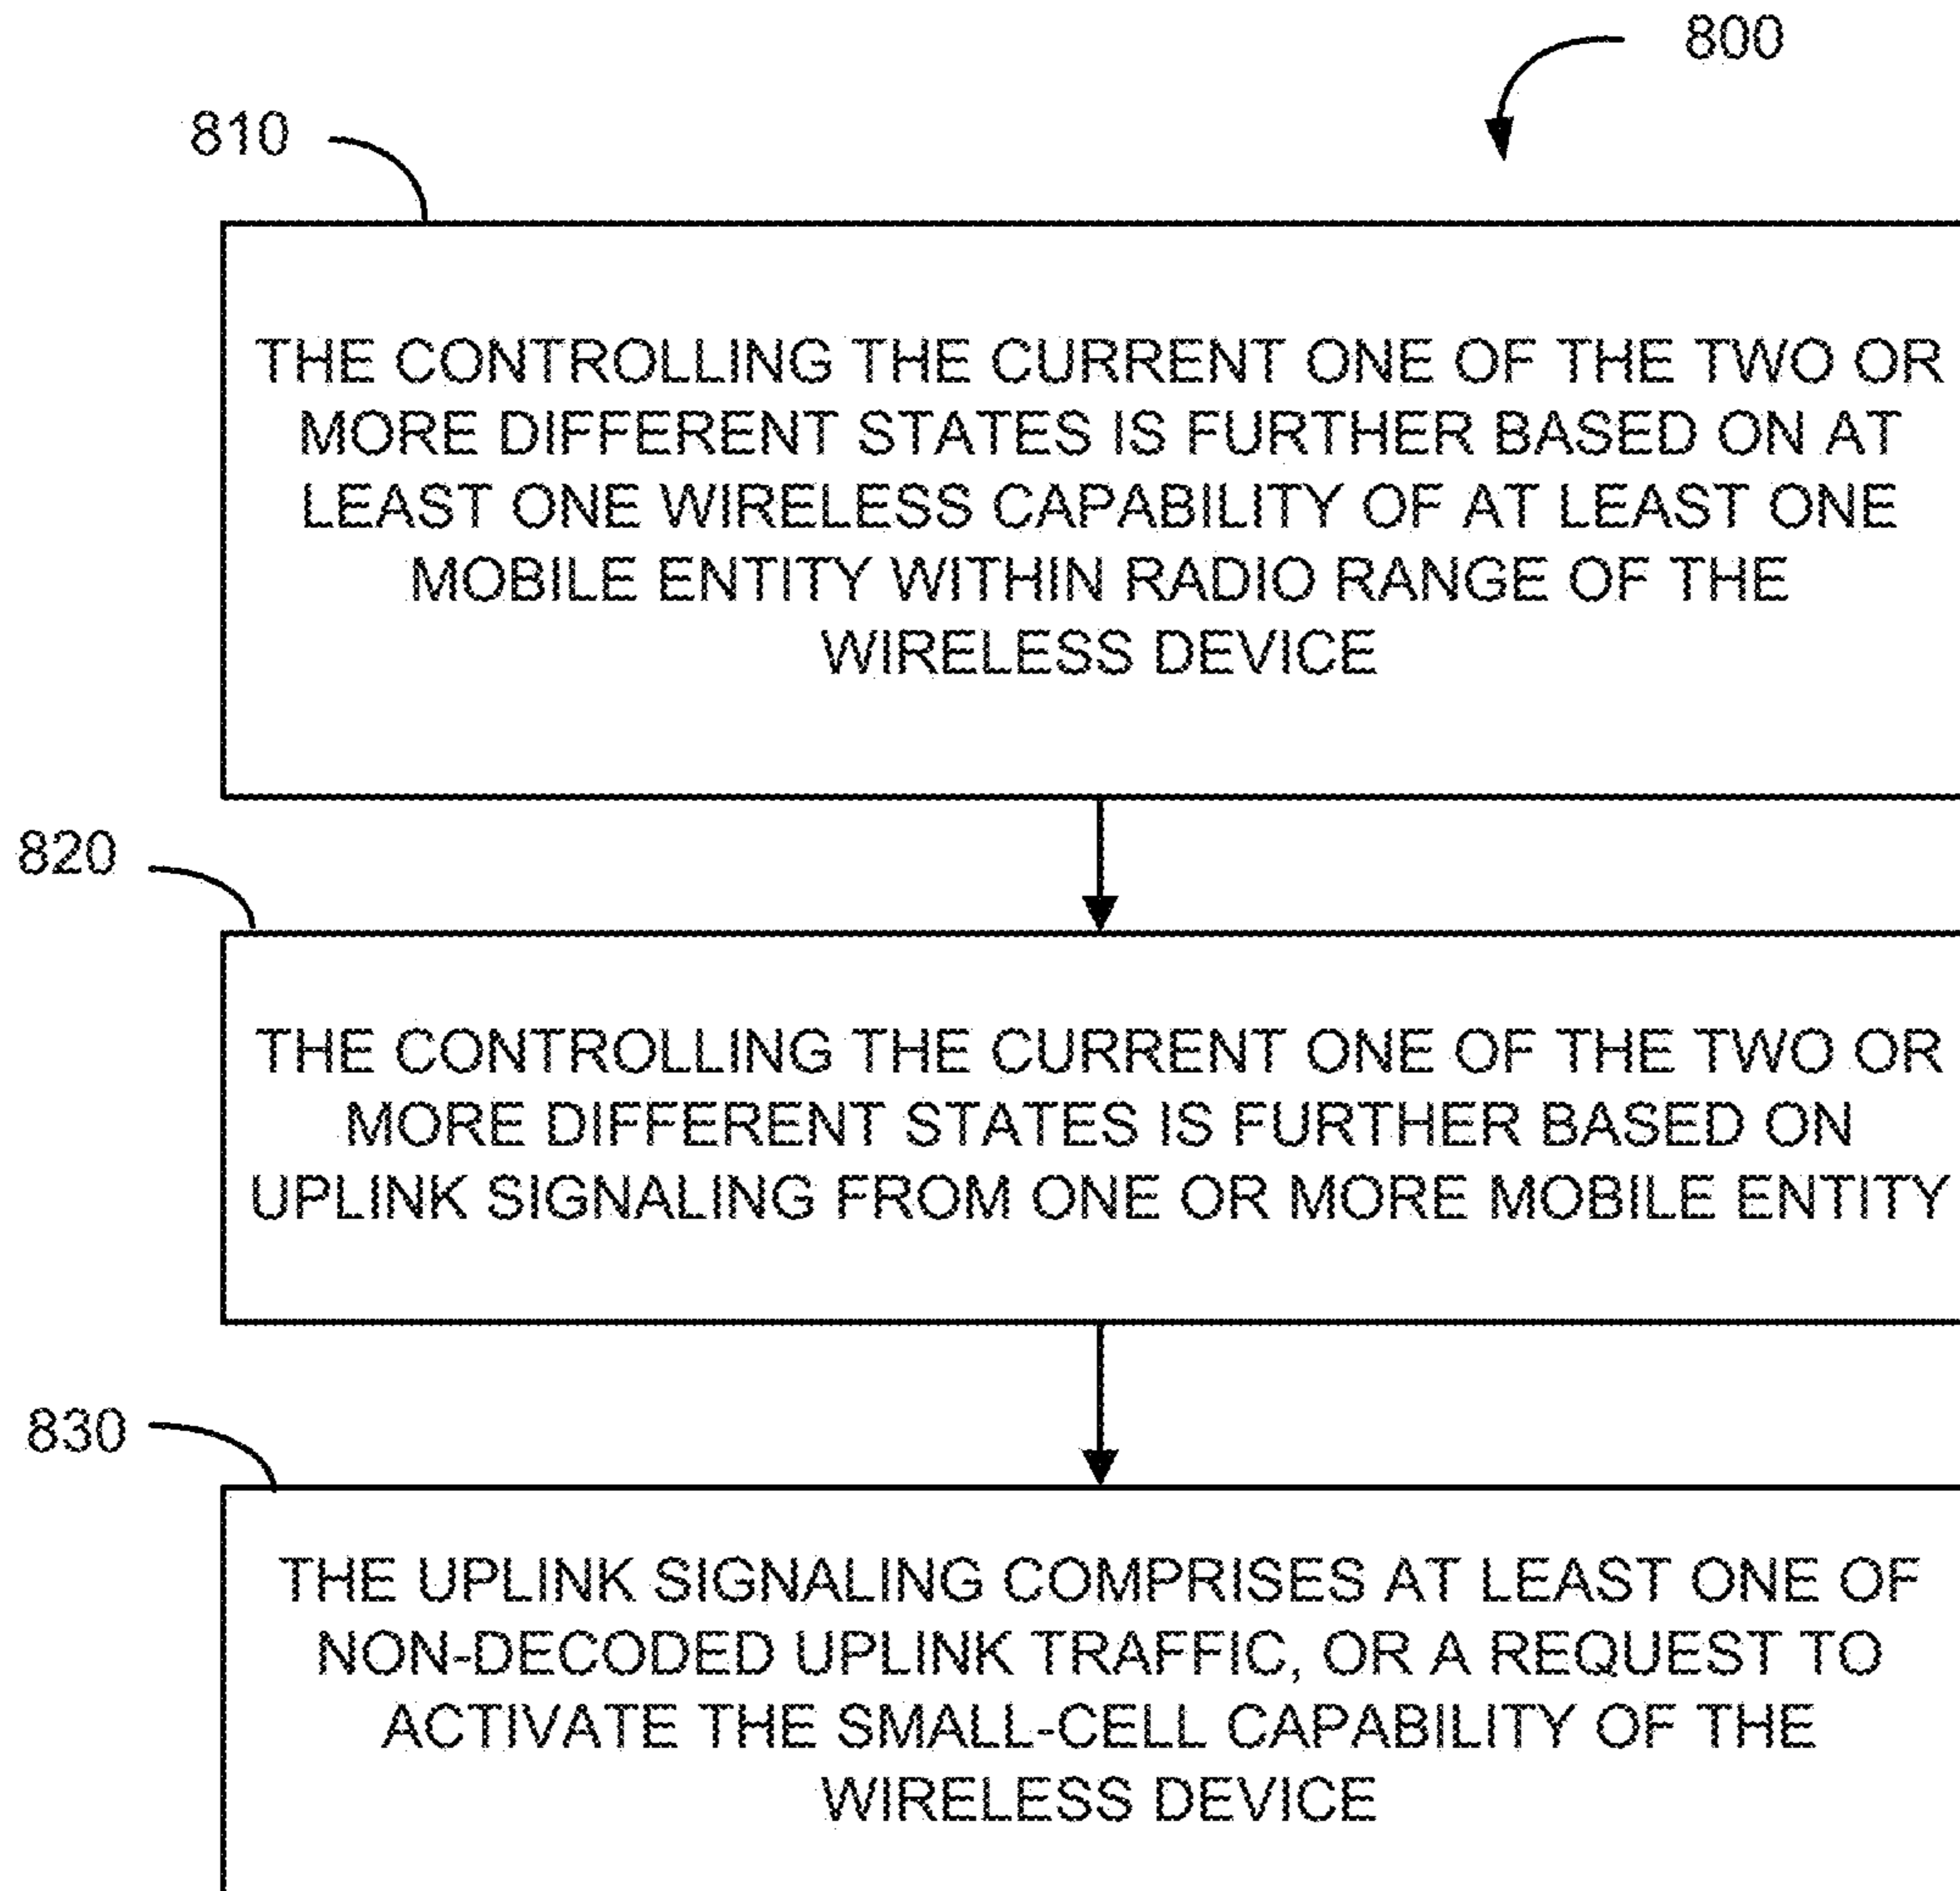 800
810
THE CONTROLLING THE CURRENT ONE OF THE TWO OR
MORE DIFFERENT STATES IS FURTHER BASED ON AT
LEAST ONE WIRELESS CAPABILITY OF AT LEAST ONE
MOBILE ENTITY WITHIN RADIO RANGE OF THE
WIRELESS DEVICE
820
THE CONTROLLING THE CURRENT ONE OF THE TWO OR
MORE DIFFERENT STATES IS FURTHER BASED ON
UPLINK SIGNALING FROM ONE OR MORE MOBILE ENTITY
830
THE UPLINK SIGNALING COMPRISES AT LEAST ONE OF
NON-DECODED UPLINK TRAFFIC, OR A REQUEST TO
ACTIVATE THE SMALL-CELL CAPABILITY OF THE
WIRELESS DEVICE